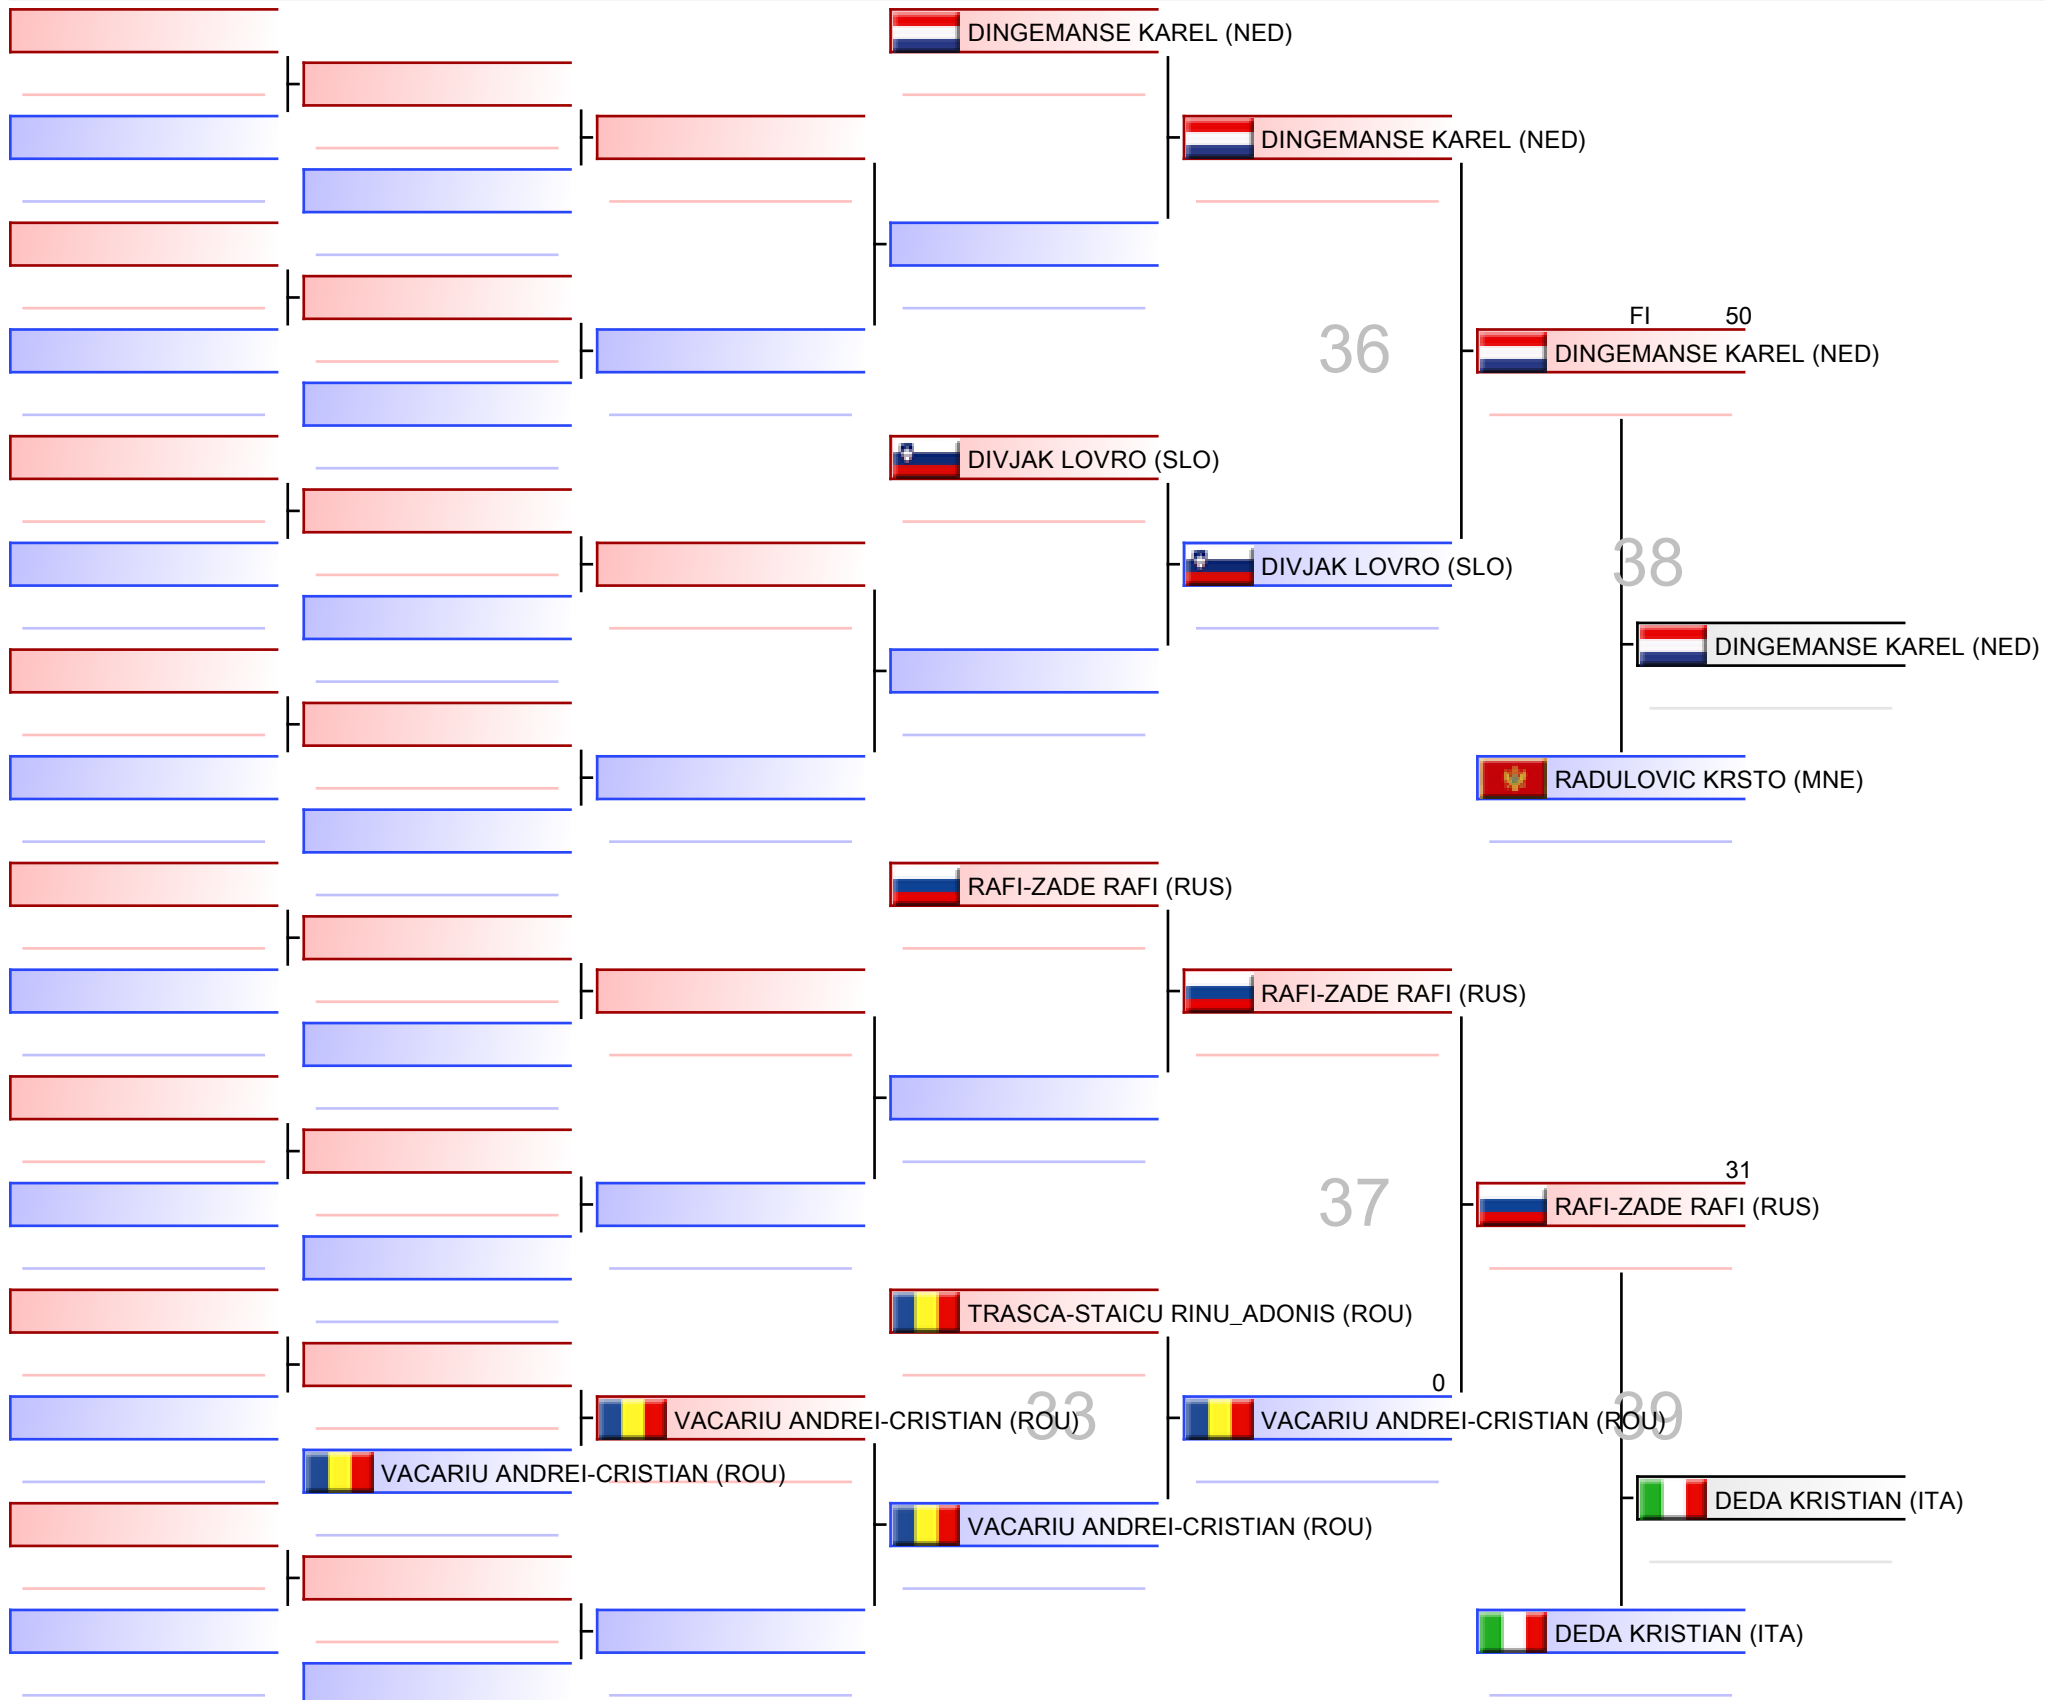 DINGEMANSE KAREL (NED)
DINGEMANSE KAREL (NED)
FI 50
36
DINGEMANSE KAREL (NED)
DIVJAK LOVRO (SLO)
DIVJAK LOVRO (SLO)
38
DINGEMANSE KAREL (NED)
RADULOVIC KRSTO (MNE)
RAFI-ZADE RAFI (RUS)
RAFI-ZADE RAFI (RUS)
31
37
RAFI-ZADE RAFI (RUS)
TRASCA-STAICU RINU_ADONIS (ROU)
0
VACARIU ANDREI-CRISTIAN (ROU)
33
VACARIU ANDREI-CRISTIAN (ROU)
39
VACARIU ANDREI-CRISTIAN (ROU)
DEDA KRISTIAN (ITA)
VACARIU ANDREI-CRISTIAN (ROU)
DEDA KRISTIAN (ITA)